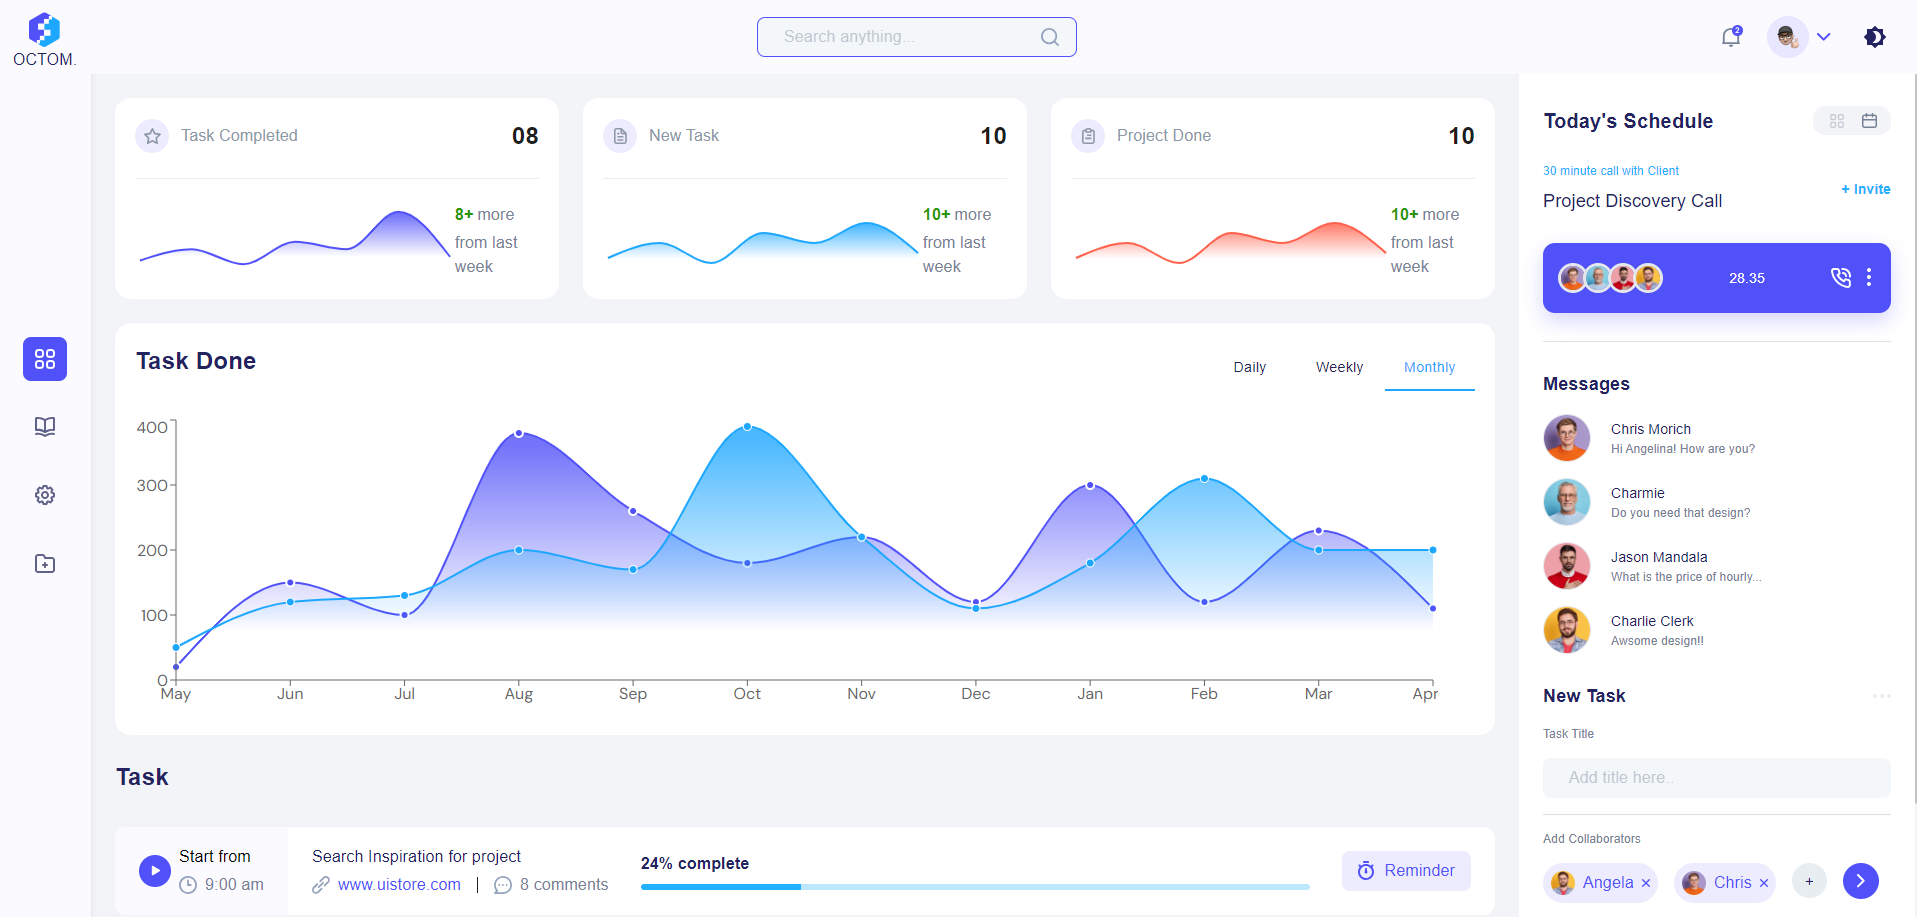 OCTOM.
Search anything...
2
Task Completed
08
8+ more
from last
week
New Task
10
10+ more
from last
week
Project Done
10
10+ more
from last
week
Task Done
Daily
Weekly
Monthly
400
300
200
100
0
May
Jun
Jul
Aug
Sep
Oct
Nov
Dec
Jan
Feb
Mar
Apr
Task
Start from
9:00 am
Search Inspiration for project
www.uistore.com | 8 comments
24% complete
Reminder
Today's Schedule
30 minute call with Client
Project Discovery Call
+ Invite
28.35
Messages
Chris Morich
Hi Angelina! How are you?
Charmie
Do you need that design?
Jason Mandala
What is the price of hourly...
Charlie Clerk
Awsome design!!
New Task
Task Title
Add title here..
Add Collaborators
Angela ×
Chris ×
+